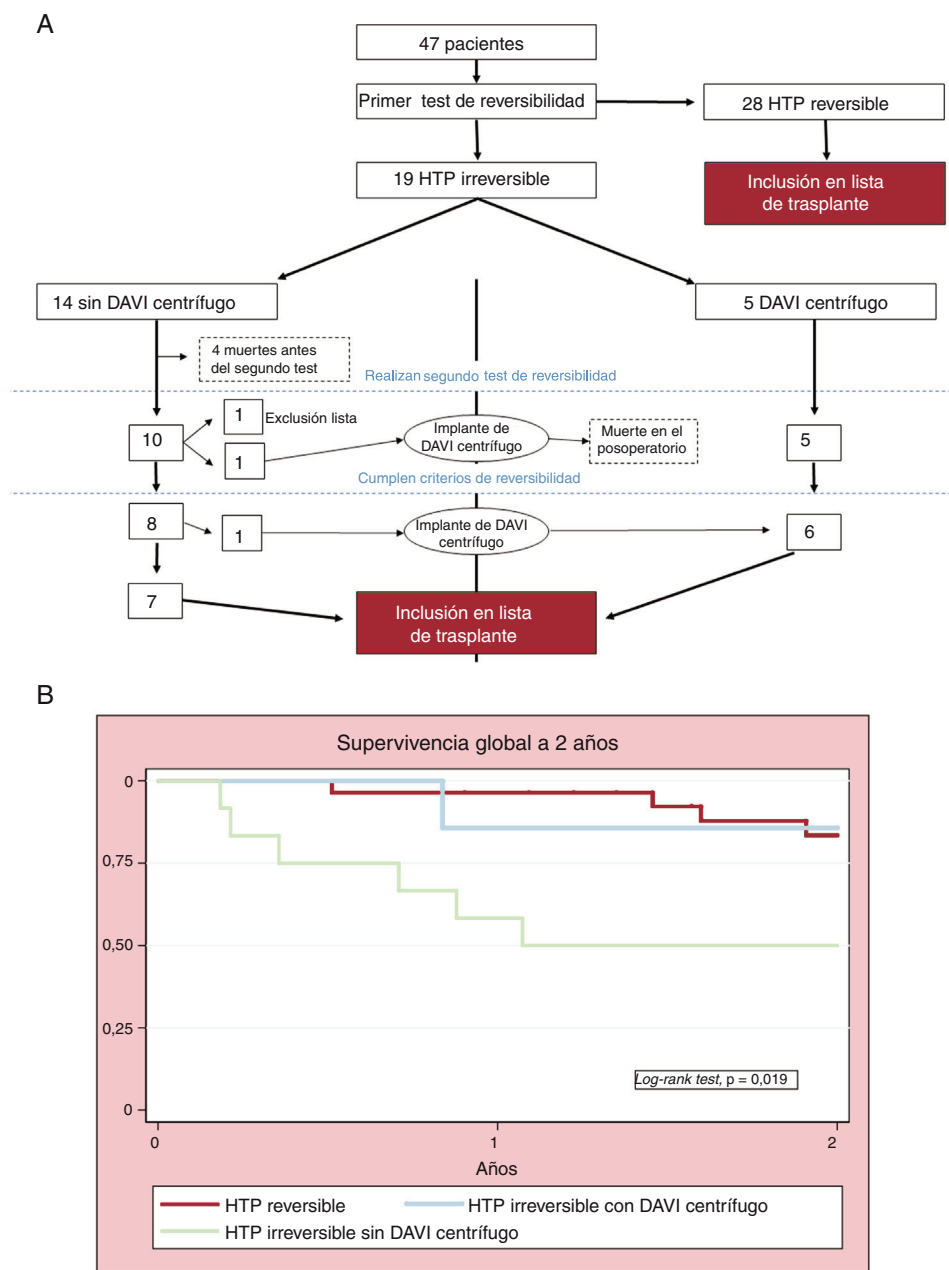 A
47 pacientes
Primer test de reversibilidad
28 HTP reversible
19 HTP irreversible
Inclusión en lista
de trasplante
14 sin DAVI centrífugo
5 DAVI centrífugo
4 muertes antes
del segundo test
Realizan segundo test de reversibilidad
10
1
Exclusión lista
1
Implante de
DAVI centrífugo
Muerte en el
posoperatorio
5
Cumplen criterios de reversibilidad
8
1
Implante de DAVI
centrífugo
6
7
Inclusión en lista
de trasplante
B
Supervivencia global a 2 años
0
0,75
0,50
0,25
0
Log-rank test, p = 0,019
0
1
2
Años
HTP reversible
HTP irreversible con DAVI centrífugo
HTP irreversible sin DAVI centrífugo